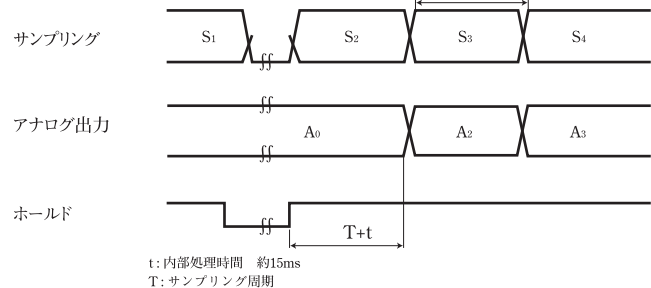 サンプリング S1 S2 S3 S4
アナログ出力 A0 A2 A3
ホールド
T+t
t : 内部処理時間 約15ms
T : サンプリング周期